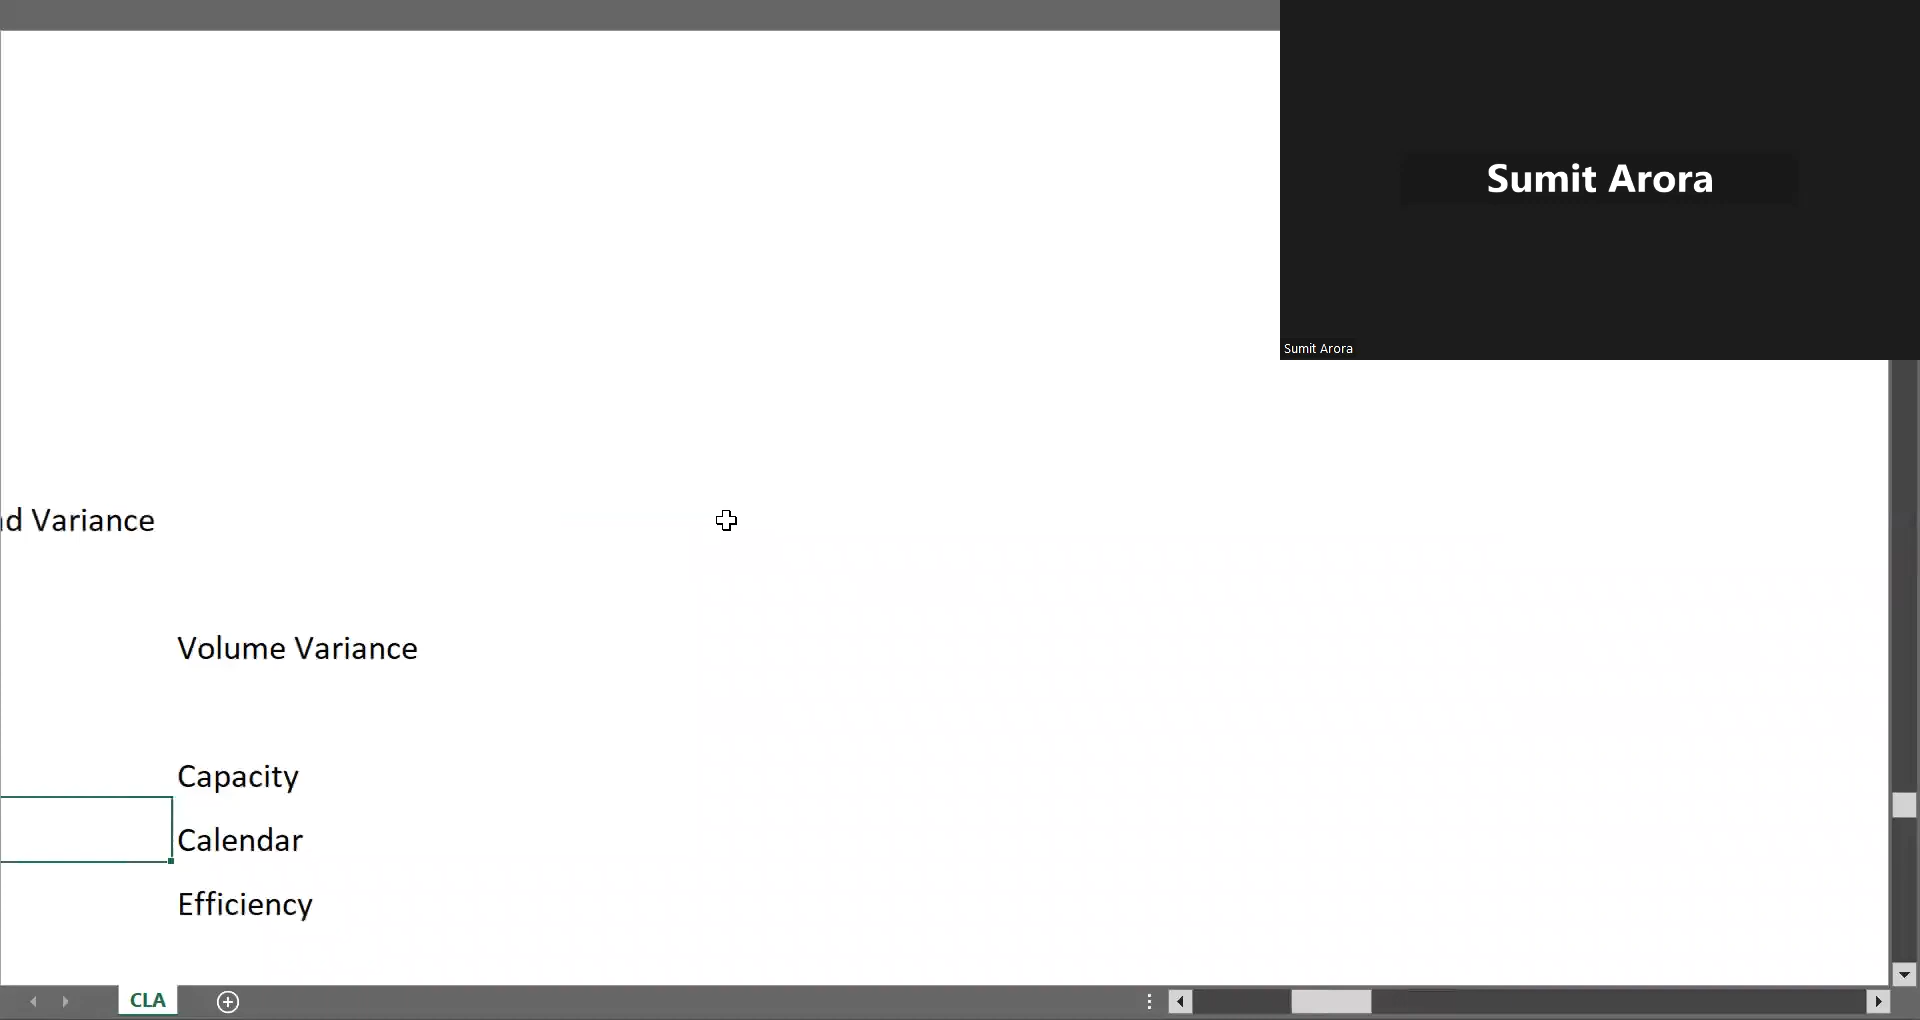 Sumit Arora
Sumit Arora
d Variance
Volume Variance
Capacity
Calendar
Efficiency
CLA